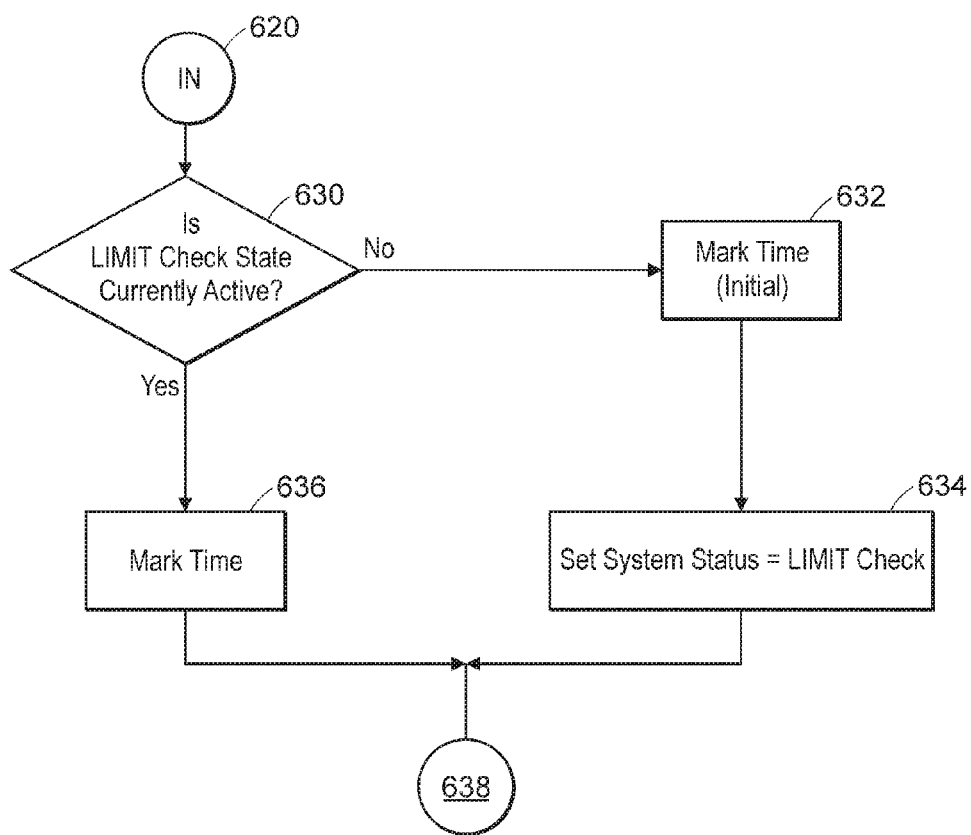 620
IN
630
Is
LIMIT Check State
Currently Active?
No
632
Mark Time
(Initial)
Yes
636
Mark Time
634
Set System Status = LIMIT Check
638